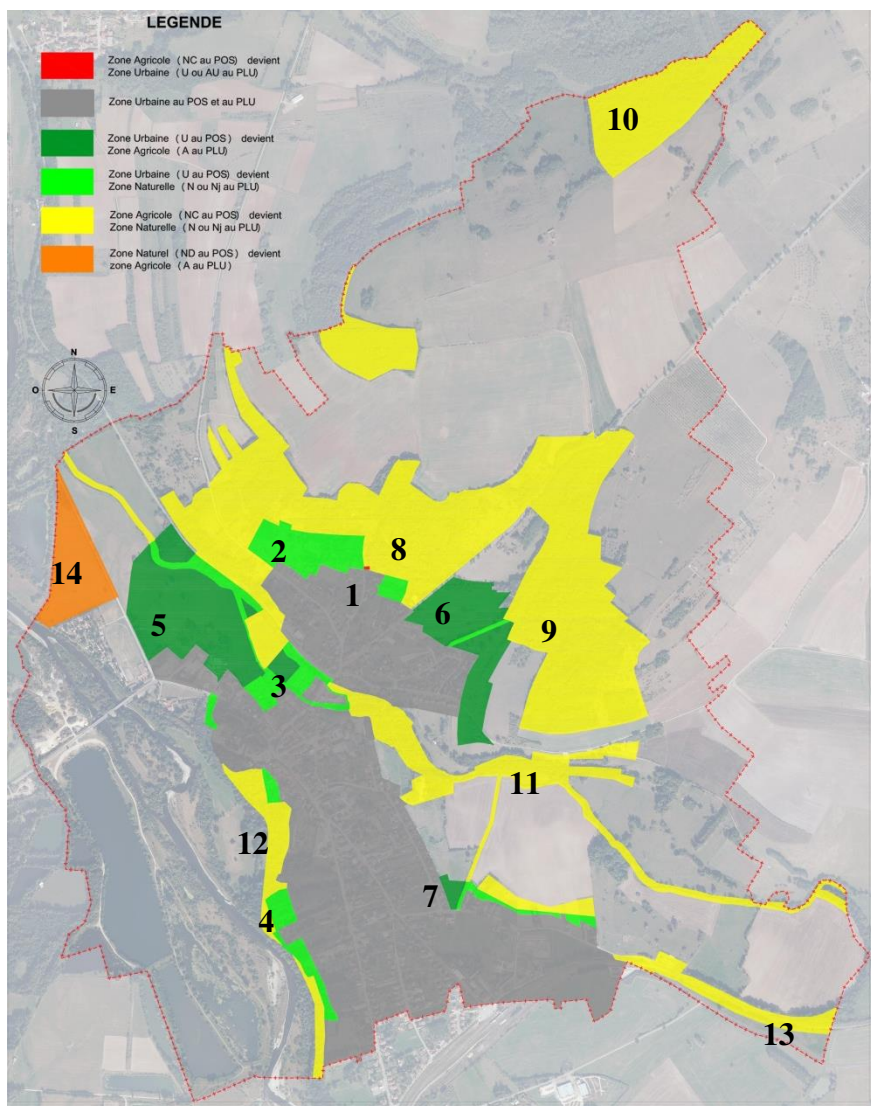 LEGENDE
Zone Agricole ( NC au POS) devient
Zone Urbaine ( U ou AU au PLU)
Zone Urbaine au POS et au PLU
Zone Urbaine ( U au POS) devient
Zone Agricole ( A au PLU)
Zone Urbaine ( U au POS) devient
Zone Naturelle ( N ou Nj au PLU)
Zone Agricole ( NC au POS) devient
Zone Naturelle ( N ou Nj au PLU)
Zone Naturel ( ND au POS) devient
zone Agricole ( A au PLU )
N
O
E
S
10
2
8
14
1
6
5
9
3
11
12
7
4
13